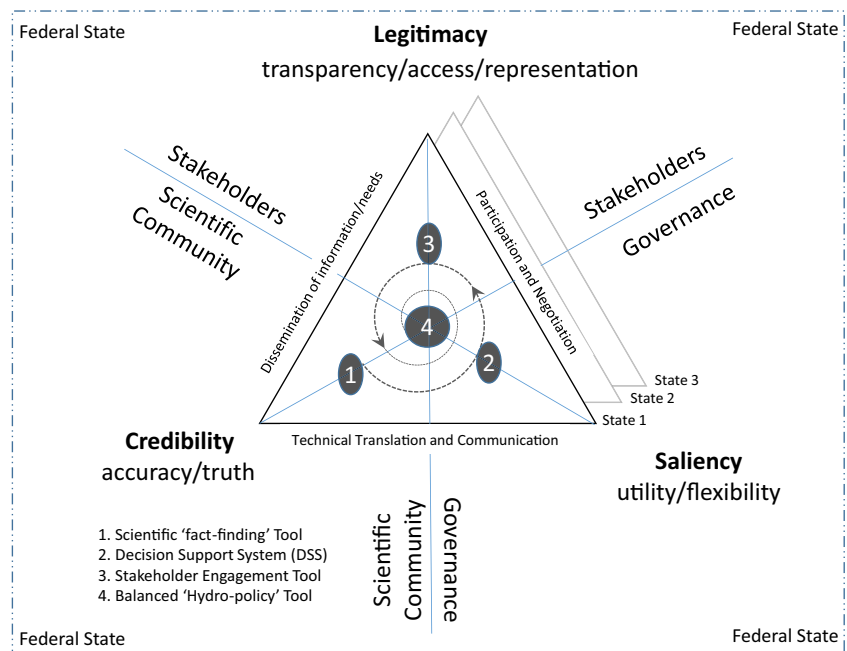 Federal State
Federal State
Legitimacy
transparency/access/representation
Stakeholders
Scientific
Community
Stakeholders
Governance
Dissemination of information/needs
Participation and Negotiation
3
4
1
2
State 3
State 2
State 1
Credibility
accuracy/truth
Technical Translation and Communication
Saliency
utility/flexibility
Scientific
Community
Governance
1. Scientific ‘fact-finding’ Tool
2. Decision Support System (DSS)
3. Stakeholder Engagement Tool
4. Balanced ‘Hydro-policy’ Tool
Federal State
Federal State